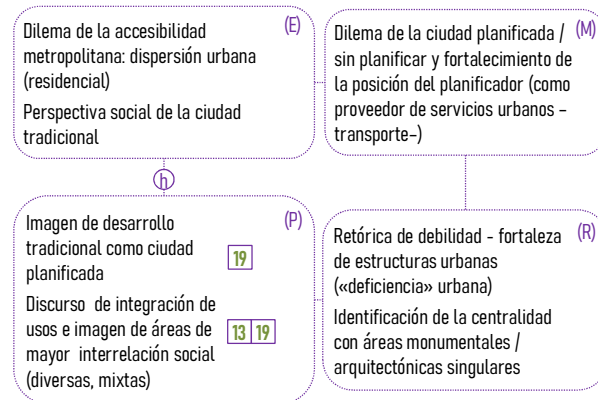 Dilema de la accesibilidad
metropolitana: dispersión urbana
(residencial)
Perspectiva social de la ciudad
tradicional
(E)
Dilema de la ciudad planificada /
sin planificar y fortalecimiento de
la posición del planificador (como
proveedor de servicios urbanos –
transporte–)
(M)
h
Imagen de desarrollo
tradicional como ciudad
planificada
19
Discurso de integración de
usos e imagen de áreas de
mayor interrelación social
(diversas, mixtas)
13 19
(P)
Retórica de debilidad - fortaleza
de estructuras urbanas
(«deficiencia» urbana)
Identificación de la centralidad
con áreas monumentales /
arquitectónicas singulares
(R)